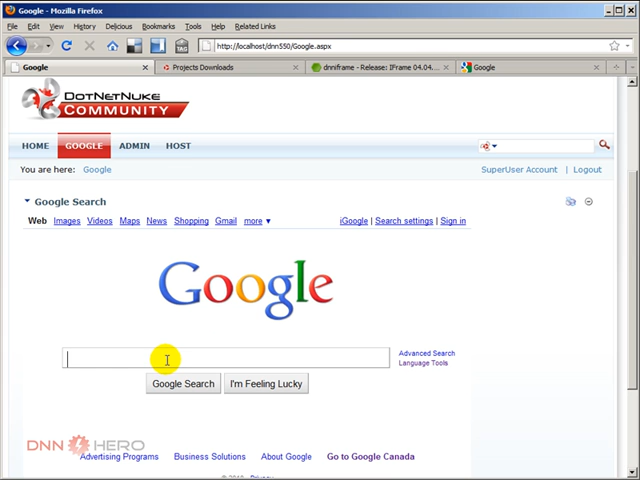 Google - Mozilla Firefox
File Edit View History Delicious Bookmarks Tools Help Related Links
TAG http://localhost/dnn550/Google.aspx
Google Projects Downloads dnniframe - Release: IFrame 04.04.... Google
DOTNETNUKE
COMMUNITY
HOME GOOGLE ADMIN HOST
You are here: Google SuperUser Account | Logout
Google Search
Web Images Videos Maps News Shopping Gmail more ▼ iGoogle | Search settings | Sign in
Google
Advanced Search
Language Tools
Google Search I'm Feeling Lucky
DNN HERO
Advertising Programs Business Solutions About Google Go to Google Canada
Privacy